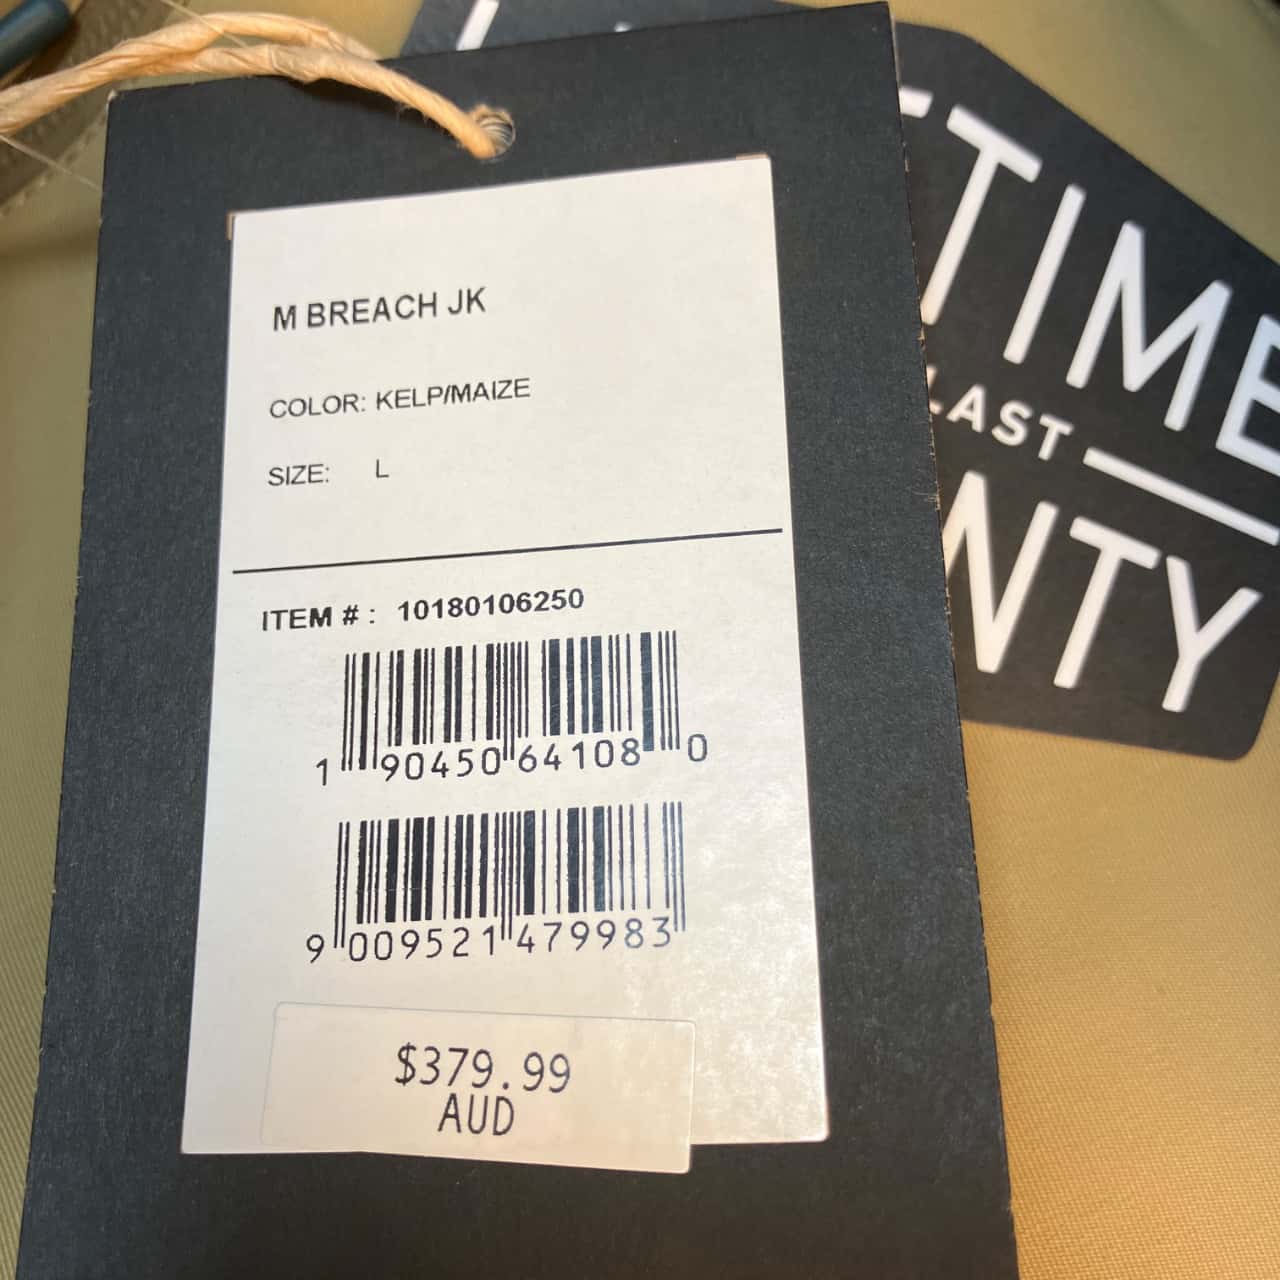 M BREACH JK
COLOR: KELP/MAIZE
SIZE: L
ITEM # : 10180106250
1 90450 64108 0
9 009521 479983
$379.99
AUD
TIME
LAST
NTY